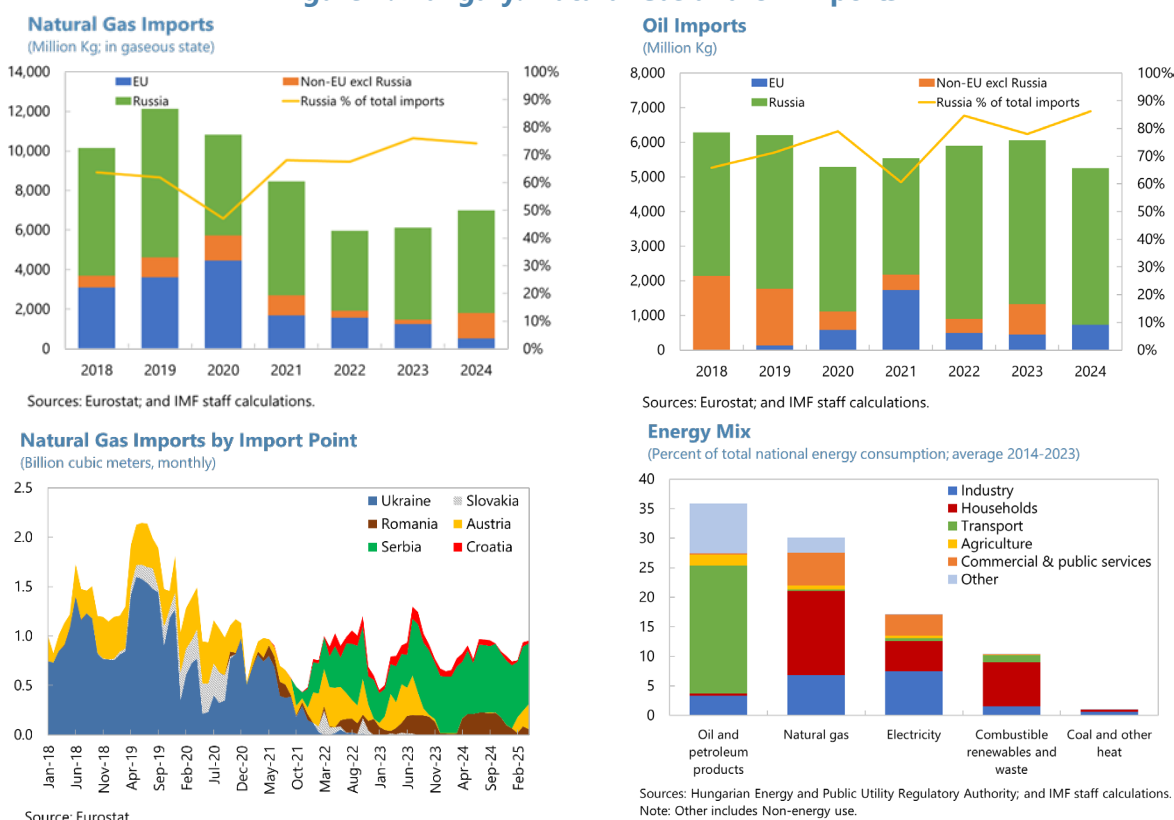 Natural Gas Imports
(Million Kg; in gaseous state)
14,000
12,000
10,000
8,000
6,000
4,000
2,000
0
EU
Non-EU excl Russia
Russia
Russia % of total imports
100%
90%
80%
70%
60%
50%
40%
30%
20%
10%
0%
2018 2019 2020 2021 2022 2023 2024
Sources: Eurostat; and IMF staff calculations.
Oil Imports
(Million Kg)
8,000
7,000
6,000
5,000
4,000
3,000
2,000
1,000
0
EU
Non-EU excl Russia
Russia
Russia % of total imports
100%
90%
80%
70%
60%
50%
40%
30%
20%
10%
0%
2018 2019 2020 2021 2022 2023 2024
Sources: Eurostat; and IMF staff calculations.
Natural Gas Imports by Import Point
(Billion cubic meters, monthly)
2.5
2.0
1.5
1.0
0.5
0.0
Ukraine
Slovakia
Romania
Austria
Serbia
Croatia
Jan-18
Jun-18
Nov-18
Apr-19
Sep-19
Feb-20
Jul-20
Dec-20
May-21
Oct-21
Mar-22
Aug-22
Jan-23
Jun-23
Nov-23
Apr-24
Sep-24
Feb-25
Source: Eurostat
Energy Mix
(Percent of total national energy consumption; average 2014-2023)
40
35
30
25
20
15
10
5
0
Industry
Households
Transport
Agriculture
Commercial & public services
Other
Oil and
petroleum
products
Natural gas
Electricity
Combustible
renewables and
waste
Coal and other
heat
Sources: Hungarian Energy and Public Utility Regulatory Authority; and IMF staff calculations.
Note: Other includes Non-energy use.